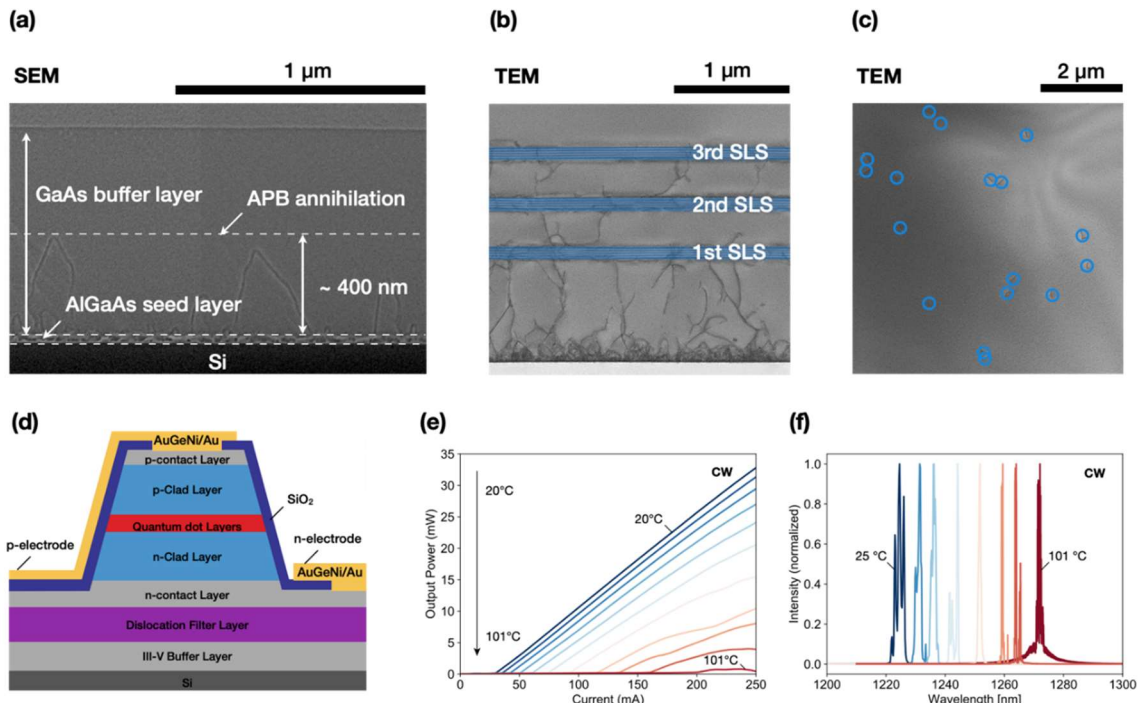 (a)
SEM
1 μm
GaAs buffer layer
APB annihilation
~ 400 nm
AlGaAs seed layer
Si
(b)
TEM
1 μm
3rd SLS
2nd SLS
1st SLS
(c)
TEM
2 μm
(d)
AuGeNi/Au
p-contact Layer
p-Clad Layer
SiO₂
Quantum dot Layers
p-electrode
n-electrode
n-Clad Layer
AuGeNi/Au
n-contact Layer
Dislocation Filter Layer
III-V Buffer Layer
Si
(e)
CW
Output Power (mW)
35
30
25
20
15
10
5
0
20°C
20°C
101°C
101°C
0
50
100
150
200
250
Current (mA)
(f)
CW
Intensity (normalized)
1.0
0.8
0.6
0.4
0.2
0.0
25 °C
101 °C
1200
1220
1240
1260
1280
1300
Wavelength [nm]